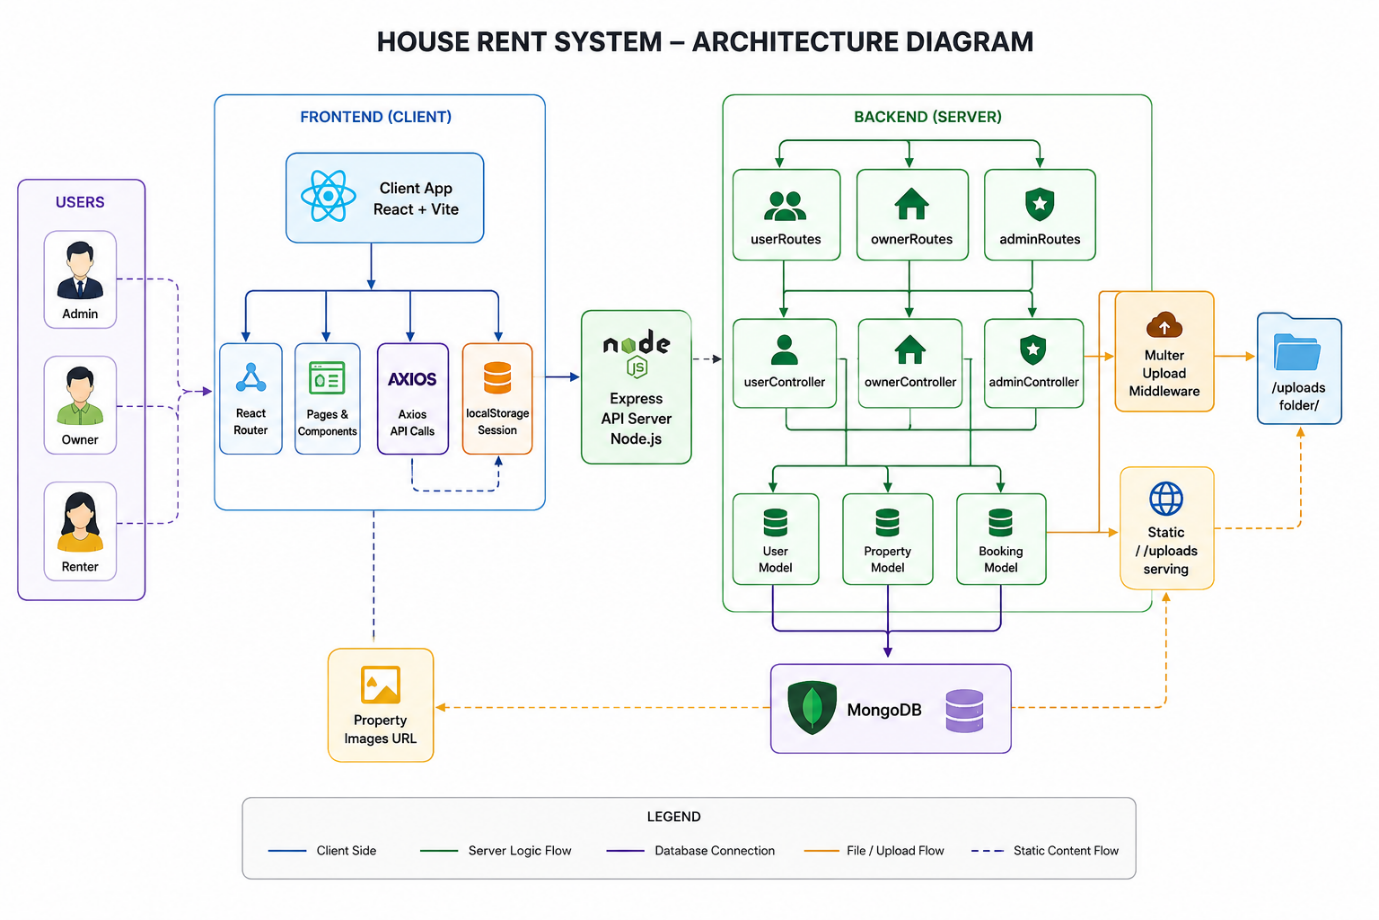 HOUSE RENT SYSTEM – ARCHITECTURE DIAGRAM
USERS
Admin
Owner
Renter
FRONTEND (CLIENT)
Client App
React + Vite
React
Router
Pages &
Components
AXIOS
Axios
API Calls
localStorage
Session
node
JS
Express
API Server
Node.js
BACKEND (SERVER)
userRoutes
ownerRoutes
adminRoutes
userController
ownerController
adminController
User
Model
Property
Model
Booking
Model
Multer
Upload
Middleware
/uploads
folder/
Static
/ /uploads
serving
Property
Images URL
MongoDB
LEGEND
Client Side
Server Logic Flow
Database Connection
File / Upload Flow
Static Content Flow